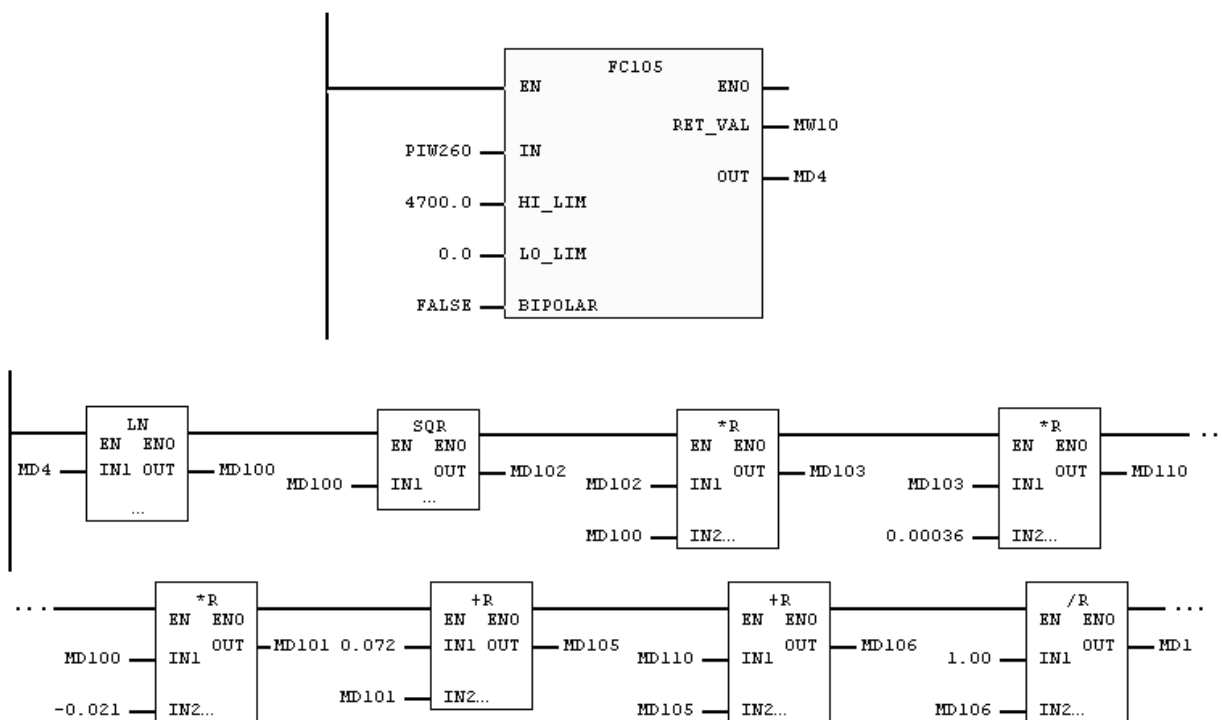 FC105
EN ENO
RET_VAL MW10
PIW260 IN
OUT MD4
4700.0 HI_LIM
0.0 LO_LIM
FALSE BIPOLAR
LN SQR *R *R
EN ENO EN ENO EN ENO EN ENO ...
MD4 IN1 OUT MD100 OUT MD102 OUT MD103 OUT MD110
MD100 IN1 MD102 IN1 MD103 IN1
... ...
MD100 IN2... 0.00036 IN2...
*R +R +R /R
... EN ENO EN ENO EN ENO EN ENO ...
OUT MD101 0.072 IN1 OUT MD105 OUT MD106 OUT MD1
MD100 IN1 MD110 IN1 1.00 IN1
MD101 IN2...
-0.021 IN2... MD105 IN2... MD106 IN2...